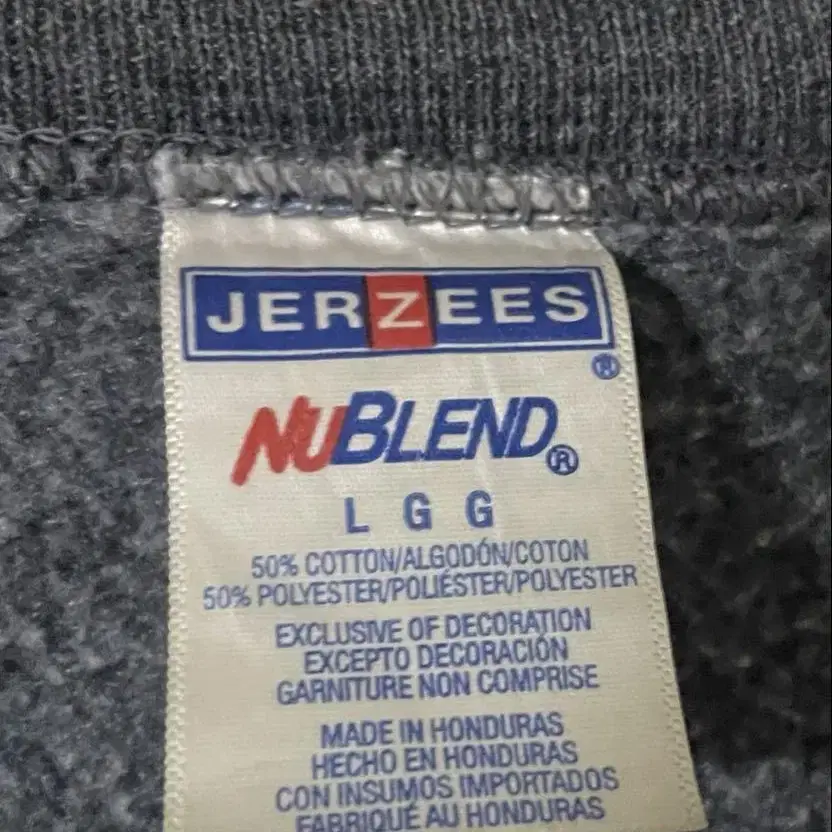 JERZEES
®
NUBLEND®
L G G
50% COTTON/ALGODÓN/COTON
50% POLYESTER/POLIÉSTER/POLYESTER
EXCLUSIVE OF DECORATION
EXCEPTO DECORACIÓN
GARNITURE NON COMPRISE
MADE IN HONDURAS
HECHO EN HONDURAS
CON INSUMOS IMPORTADOS
FABRIQUÉ AU HONDURAS